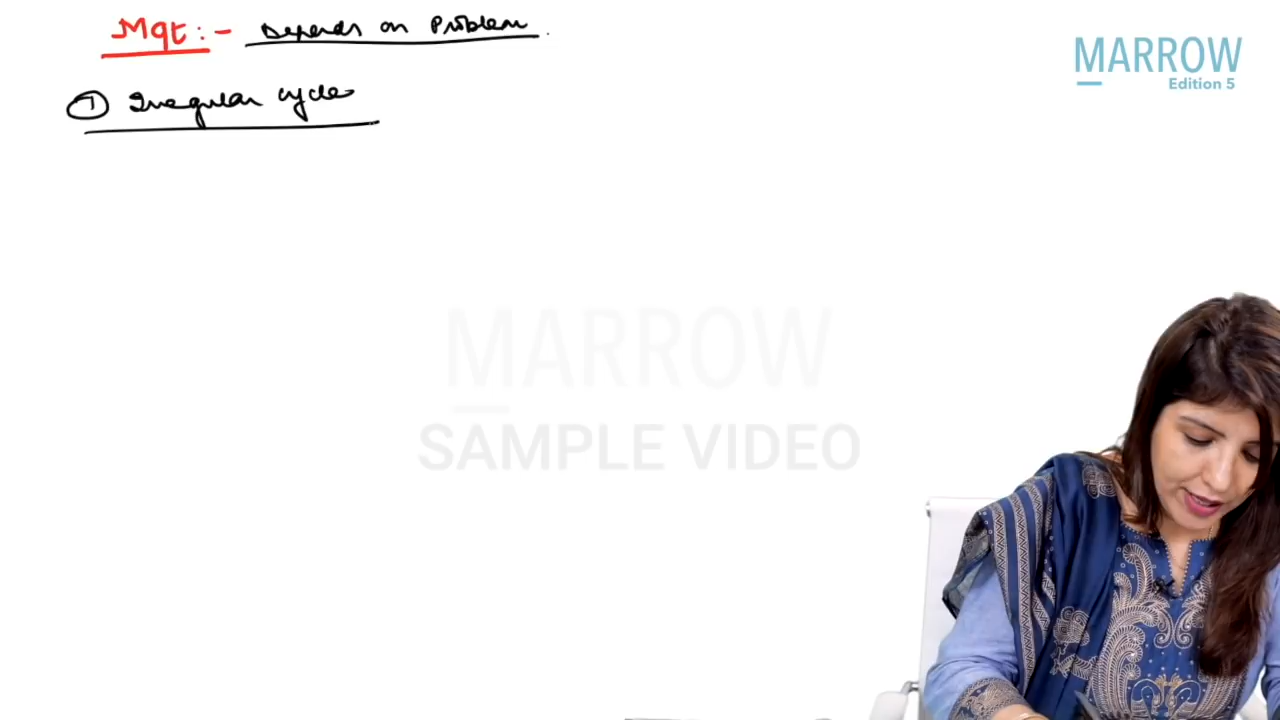 Mgt :- Depends on Problem.
① Irregular cycles
MARROW
Edition 5
MARROW
SAMPLE VIDEO